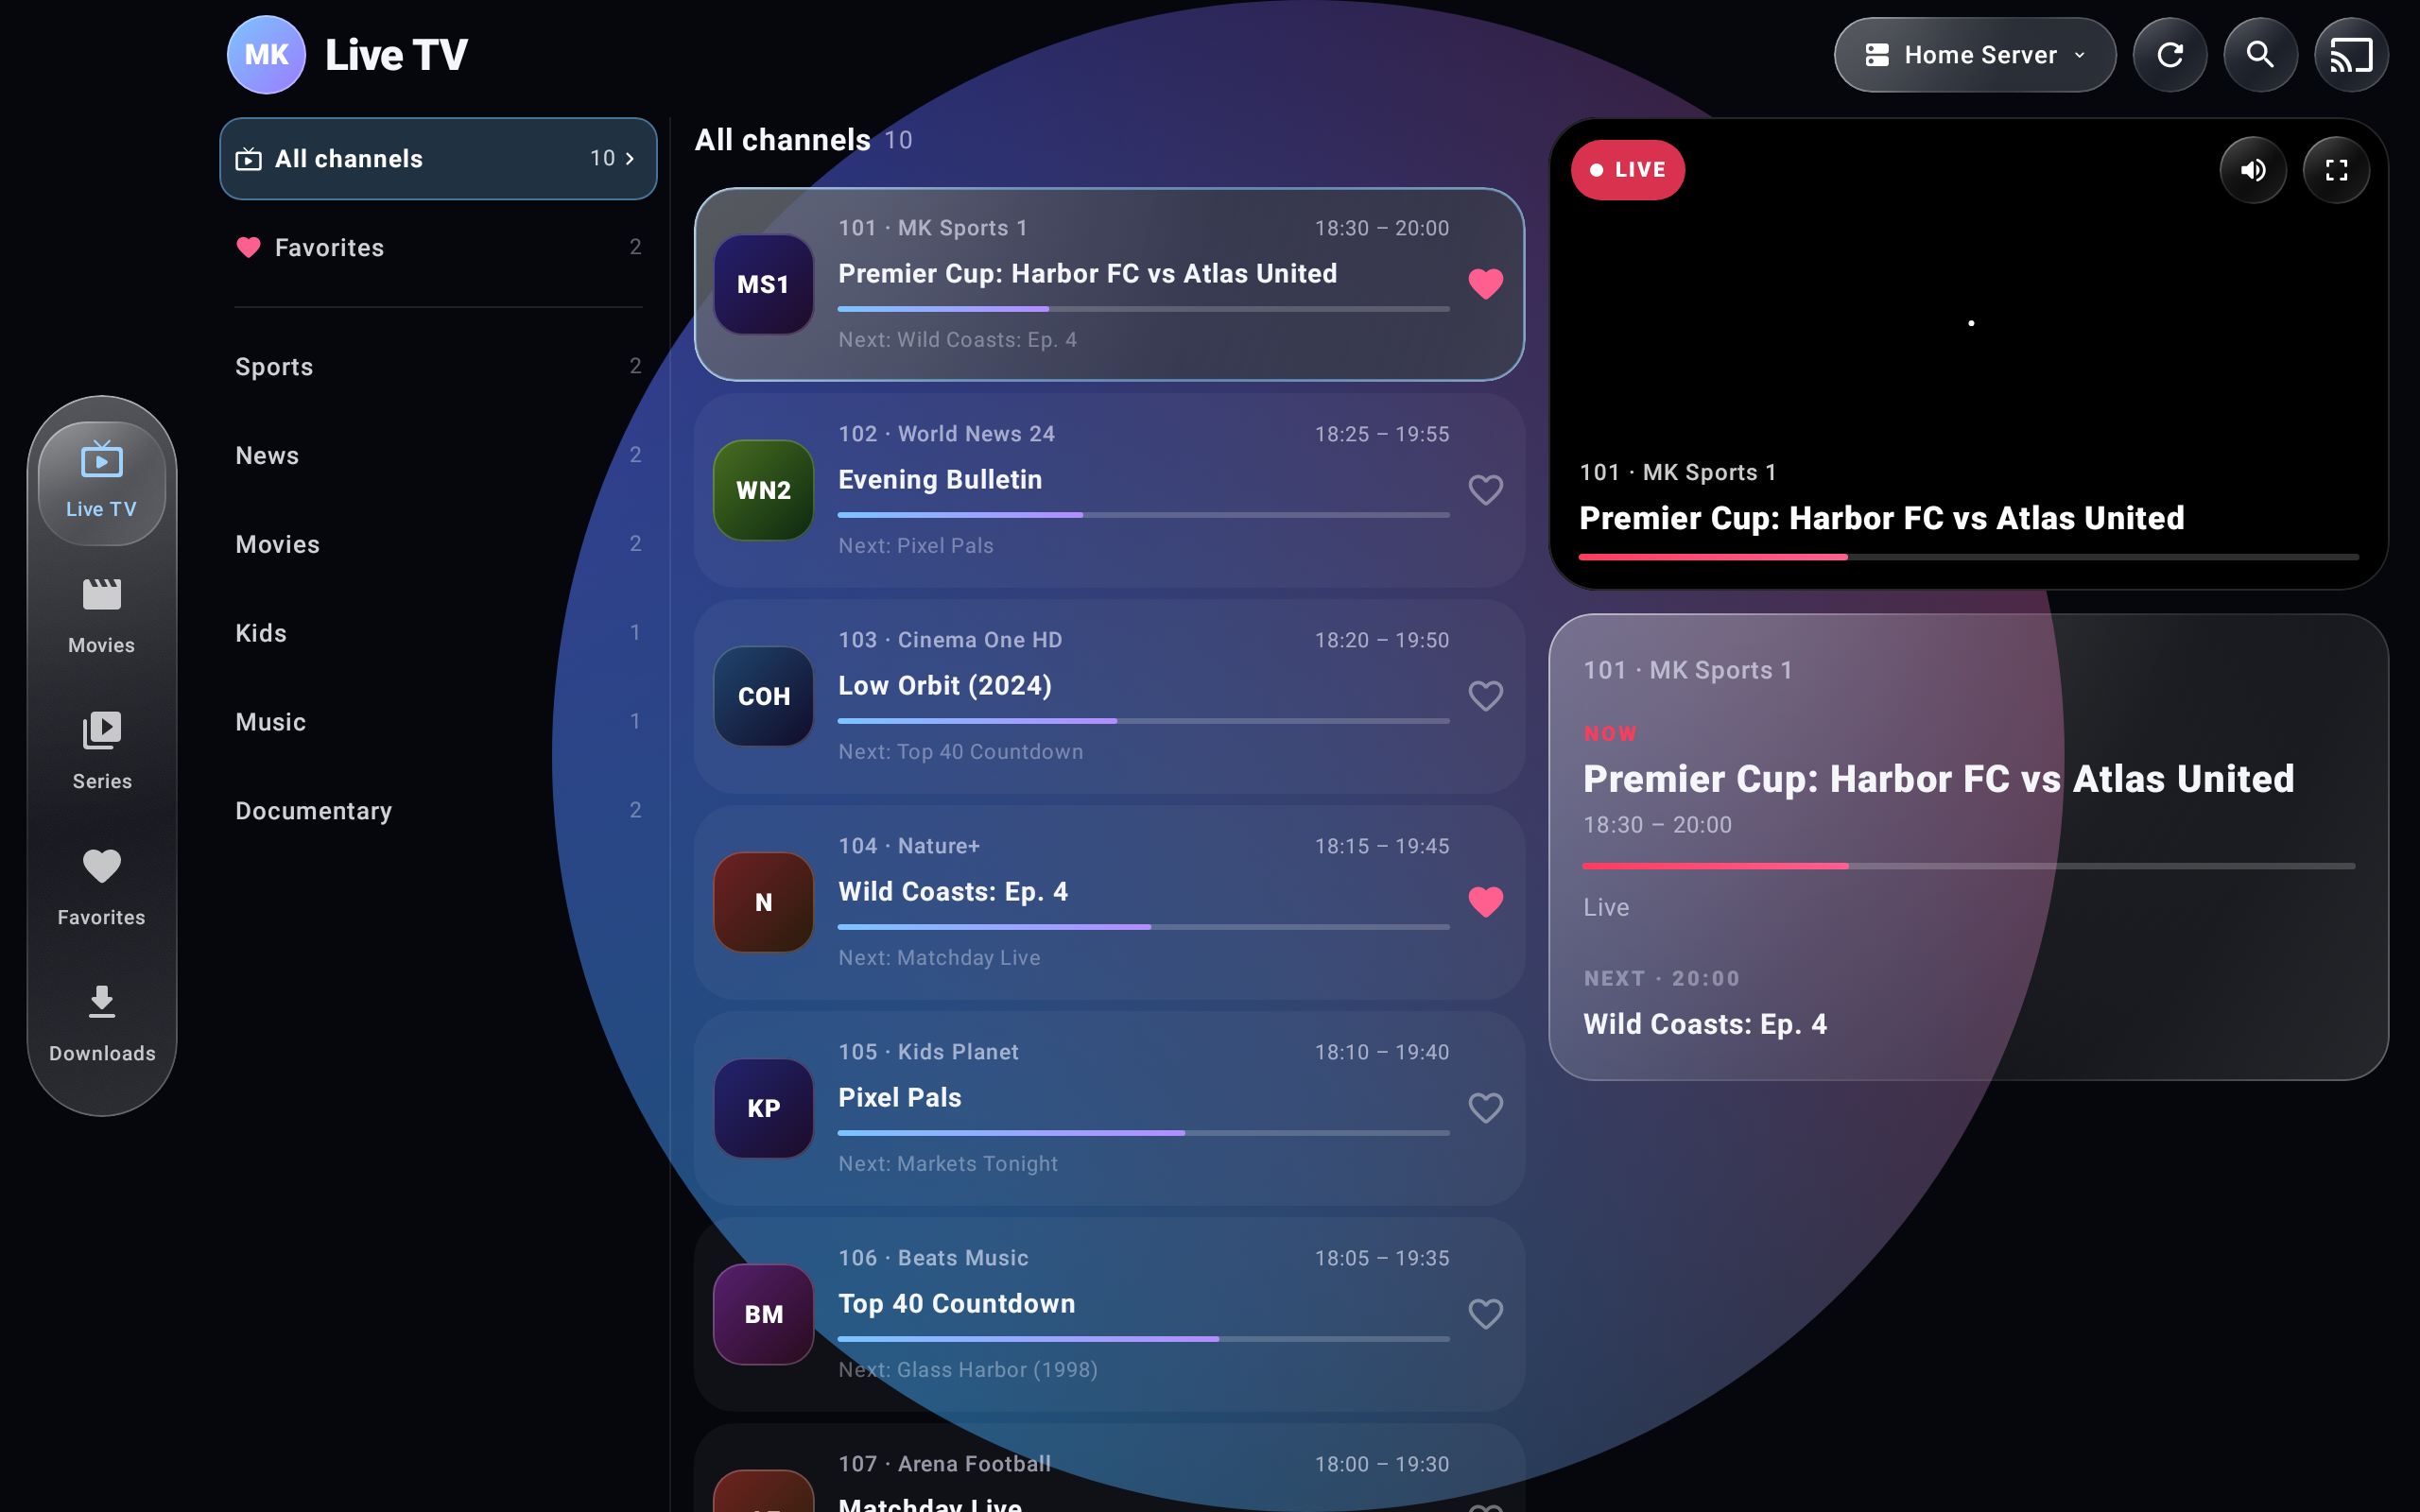 MK
Live TV
Home Server
All channels
10
Favorites
2
Sports
2
News
2
Movies
2
Kids
1
Music
1
Documentary
2
Live TV
Movies
Series
Favorites
Downloads
All channels 10
MS1
101 · MK Sports 1
18:30 – 20:00
Premier Cup: Harbor FC vs Atlas United
Next: Wild Coasts: Ep. 4
WN2
102 · World News 24
18:25 – 19:55
Evening Bulletin
Next: Pixel Pals
COH
103 · Cinema One HD
18:20 – 19:50
Low Orbit (2024)
Next: Top 40 Countdown
N
104 · Nature+
18:15 – 19:45
Wild Coasts: Ep. 4
Next: Matchday Live
KP
105 · Kids Planet
18:10 – 19:40
Pixel Pals
Next: Markets Tonight
BM
106 · Beats Music
18:05 – 19:35
Top 40 Countdown
Next: Glass Harbor (1998)
107 · Arena Football
18:00 – 19:30
Matchday Live
LIVE
101 · MK Sports 1
Premier Cup: Harbor FC vs Atlas United
101 · MK Sports 1
NOW
Premier Cup: Harbor FC vs Atlas United
18:30 – 20:00
Live
NEXT · 20:00
Wild Coasts: Ep. 4